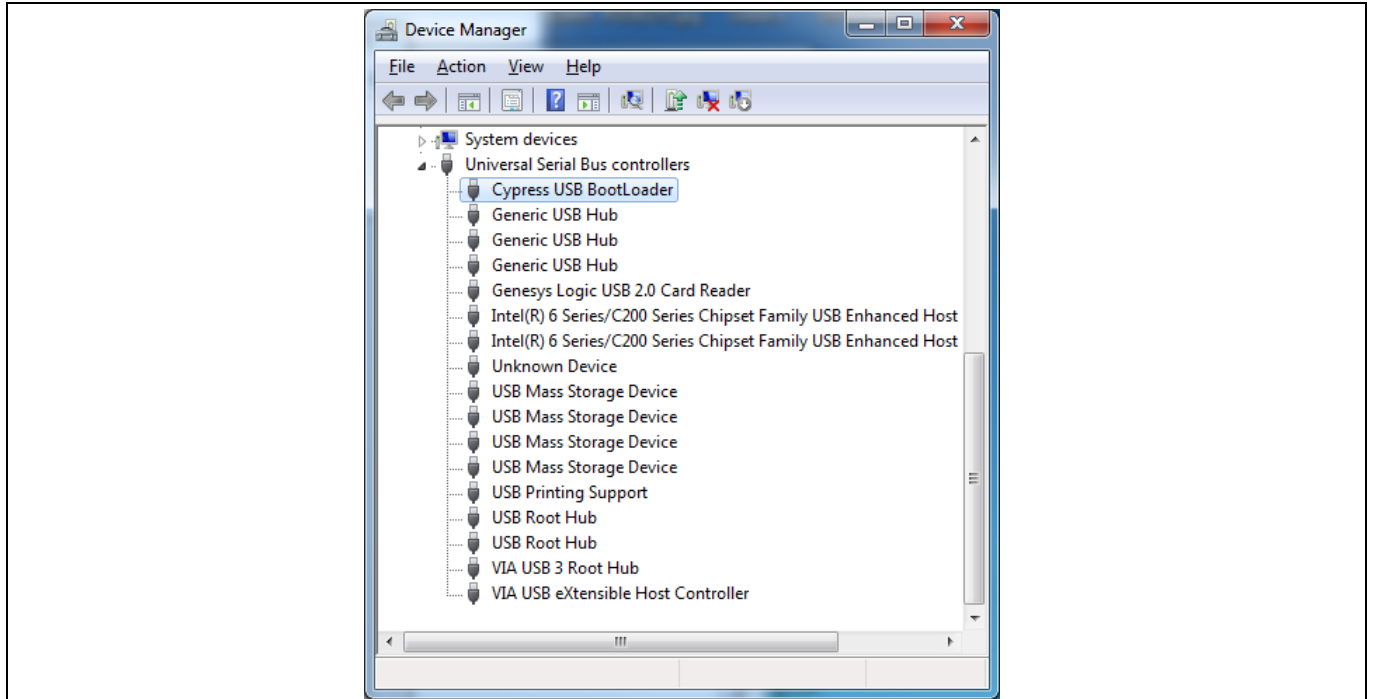 Device Manager
File Action View Help
System devices
Universal Serial Bus controllers
Cypress USB BootLoader
Generic USB Hub
Generic USB Hub
Generic USB Hub
Genesys Logic USB 2.0 Card Reader
Intel(R) 6 Series/C200 Series Chipset Family USB Enhanced Host
Intel(R) 6 Series/C200 Series Chipset Family USB Enhanced Host
Unknown Device
USB Mass Storage Device
USB Mass Storage Device
USB Mass Storage Device
USB Mass Storage Device
USB Printing Support
USB Root Hub
USB Root Hub
VIA USB 3 Root Hub
VIA USB eXtensible Host Controller